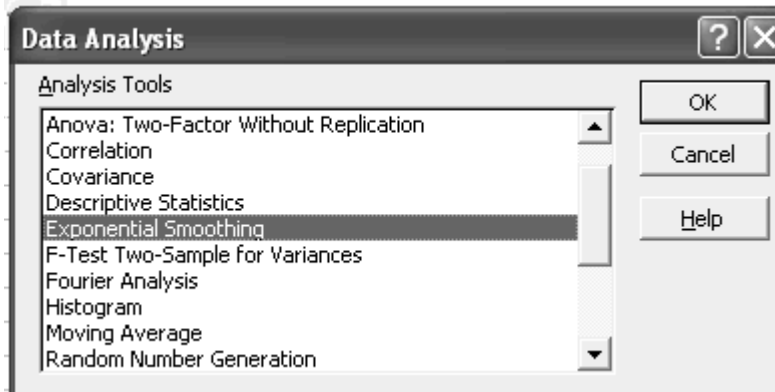 Data Analysis
Analysis Tools
Anova: Two-Factor Without Replication
Correlation
Covariance
Descriptive Statistics
Exponential Smoothing
F-Test Two-Sample for Variances
Fourier Analysis
Histogram
Moving Average
Random Number Generation
OK
Cancel
Help